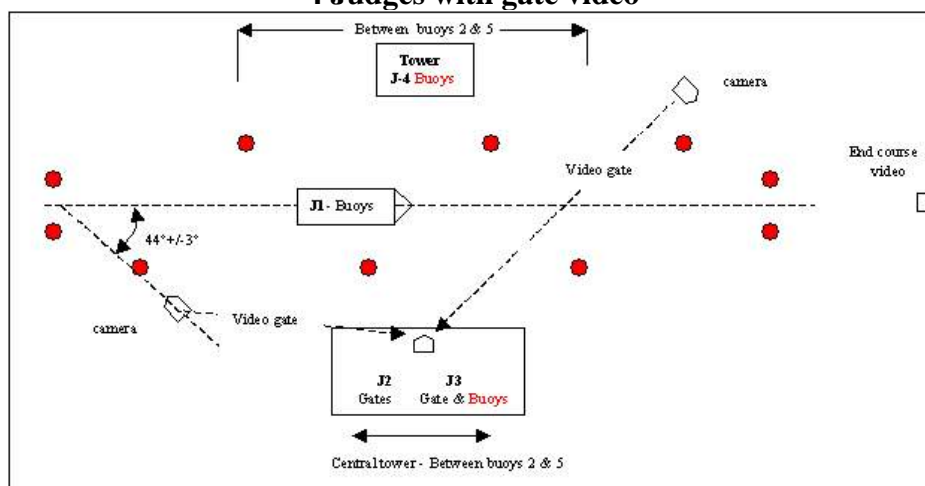 4 Judges with gate video
Between buoys 2 & 5
Tower
J-4 Buoys
camera
Video gate
End course
video
J1 - Buoys
44°+/-3°
camera
Video gate
J2
Gates
J3
Gate & Buoys
Central tower - Between buoys 2 & 5